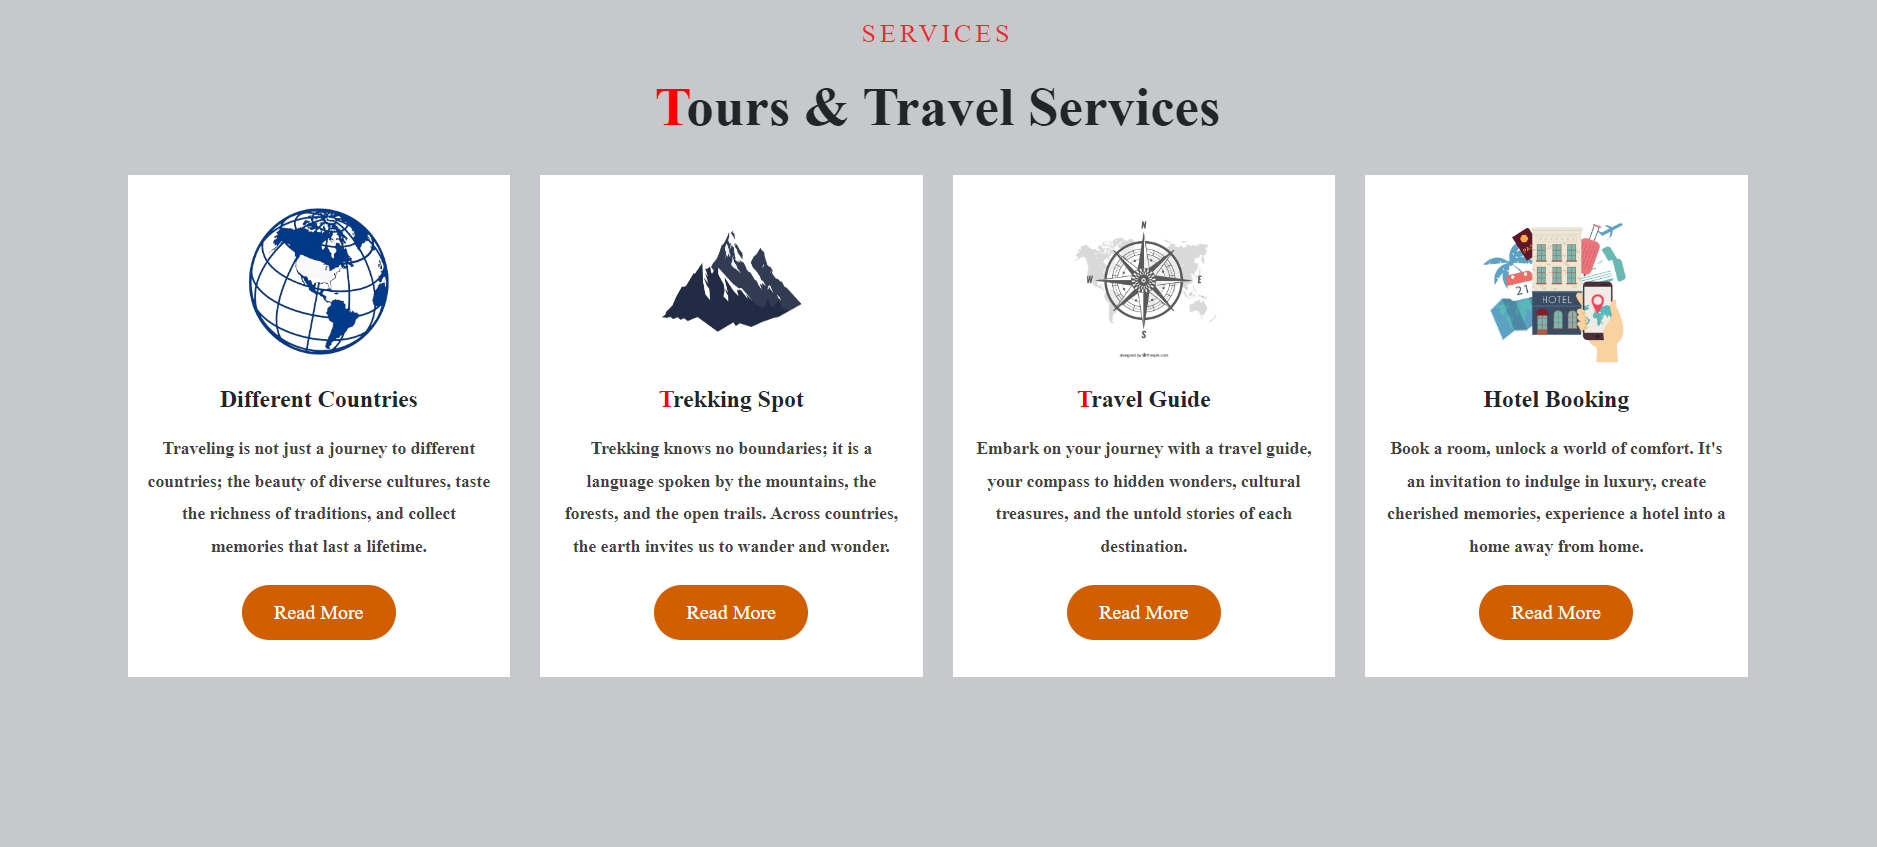 SERVICES
Tours & Travel Services
N
W
E
S
designed by freepik.com
21
HOTEL
Different Countries
Traveling is not just a journey to different
countries; the beauty of diverse cultures, taste
the richness of traditions, and collect
memories that last a lifetime.
Read More
Trekking Spot
Trekking knows no boundaries; it is a
language spoken by the mountains, the
forests, and the open trails. Across countries,
the earth invites us to wander and wonder.
Read More
Travel Guide
Embark on your journey with a travel guide,
your compass to hidden wonders, cultural
treasures, and the untold stories of each
destination.
Read More
Hotel Booking
Book a room, unlock a world of comfort. It's
an invitation to indulge in luxury, create
cherished memories, experience a hotel into a
home away from home.
Read More